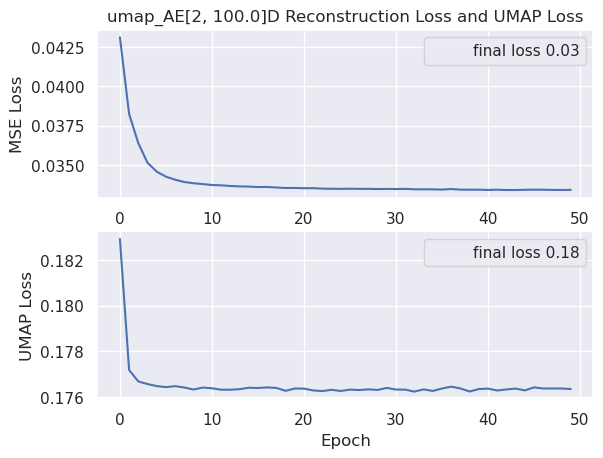 umap_AE[2, 100.0]D Reconstruction Loss and UMAP Loss
final loss 0.03
MSE Loss
0.0425
0.0400
0.0375
0.0350
0 10 20 30 40 50
final loss 0.18
UMAP Loss
0.182
0.180
0.178
0.176
0 10 20 30 40 50
Epoch